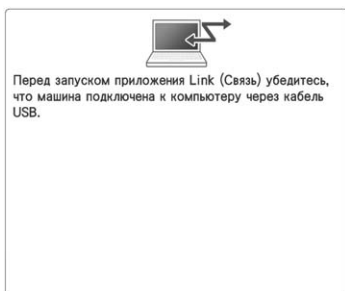 Перед запуском приложения Link (Связь) убедитесь,
что машина подключена к компьютеру через кабель
USB.